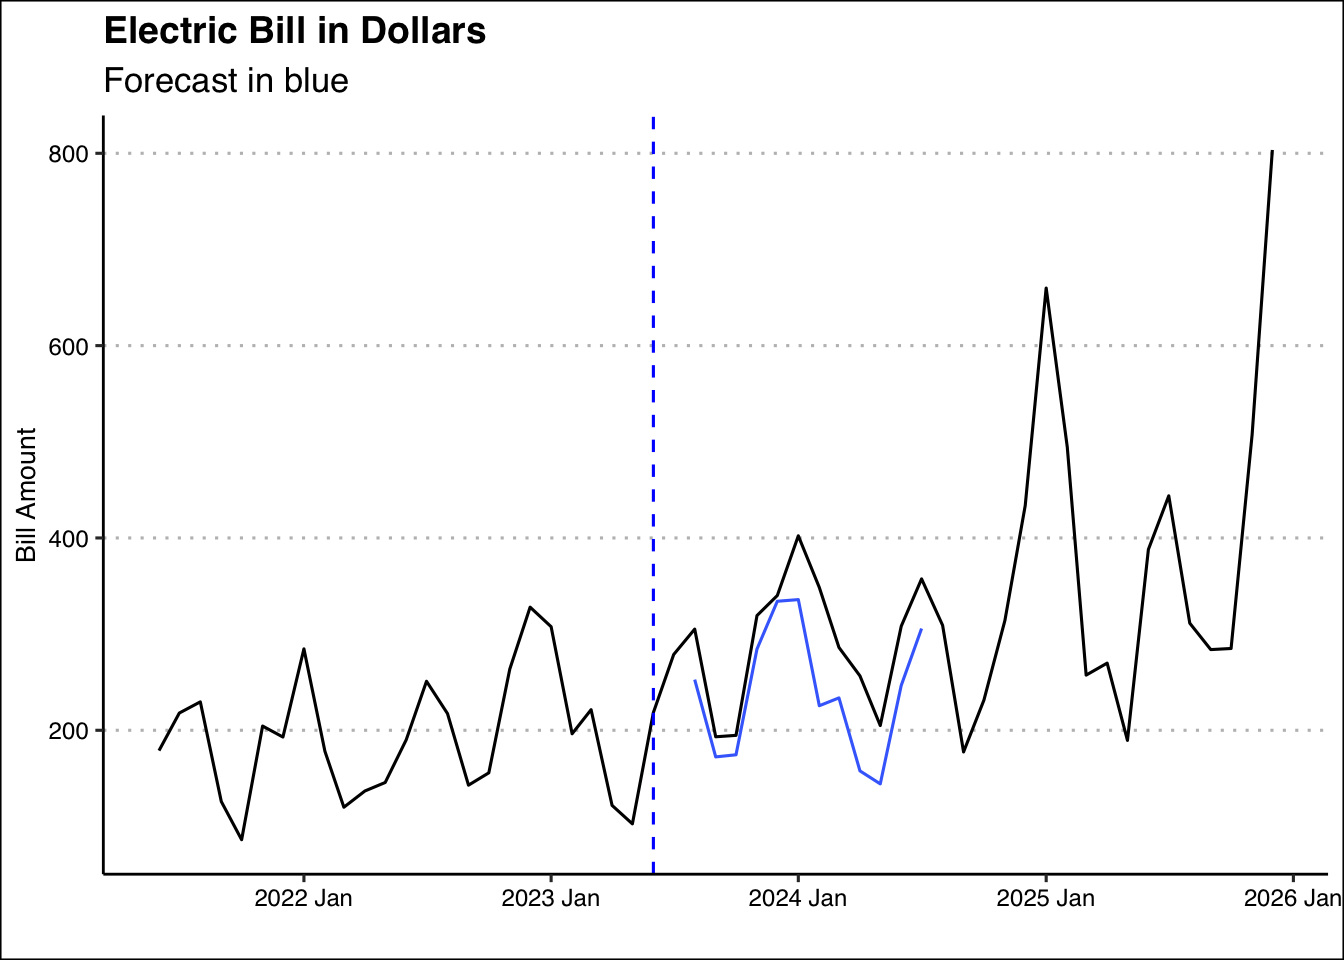 Electric Bill in Dollars
Forecast in blue
Bill Amount
800
600
400
200
2022 Jan
2023 Jan
2024 Jan
2025 Jan
2026 Jan